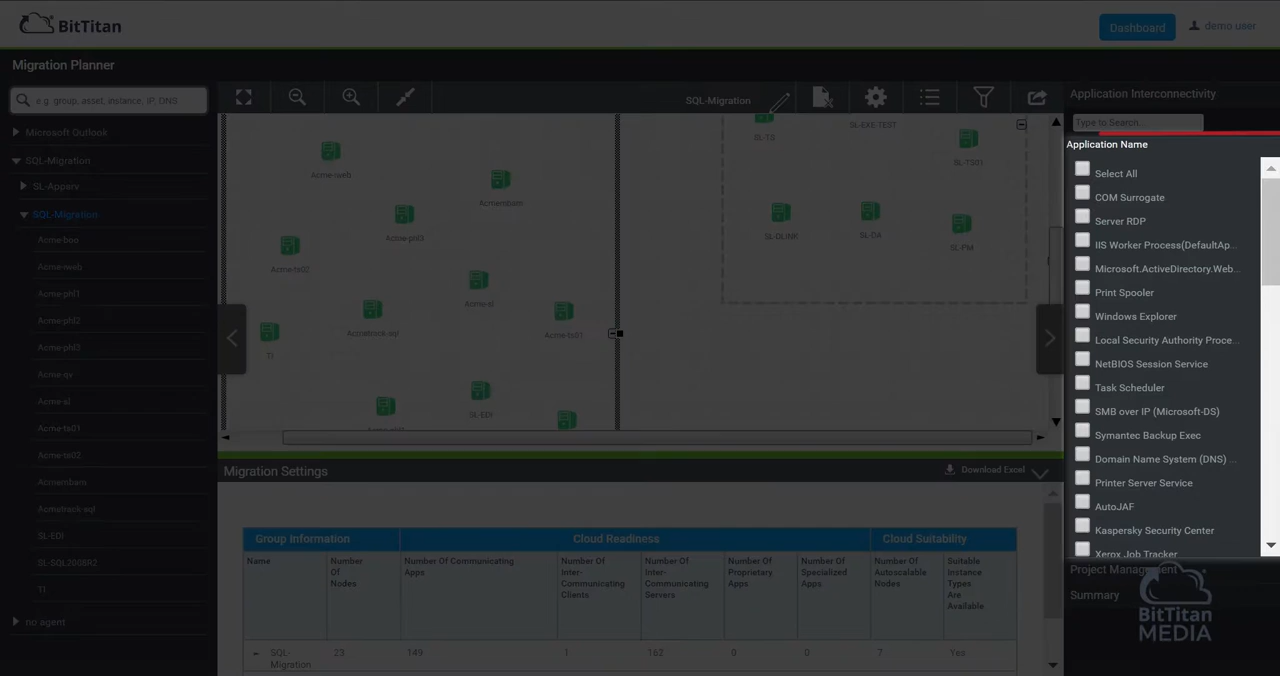 BitTitan
Dashboard
demo user
Migration Planner
e.g. group, asset, instance, IP, DNS
Microsoft Outlook
SQL-Migration
SL-Apparv
SQL-Migration
Acme-boo
Acme-iweb
Acme-phl1
Acme-phl2
Acme-phl3
Acme-qv
Acme-sl
Acme-ts01
Acme-ts02
Acmenbam
Acmetrack-sql
SL-EDI
SL-SQL2008R2
TI
no agent
SQL-Migration
Acme-iweb
Acmenbam
Acme-phl3
Acme-ts02
Acme-sl
Acmetrack-sql
Acme-ts01
TI
SL-EDI
SL-TS
SL-EXE-TEST
SL-TS01
SL-DLINK
SL-DA
SL-PM
Migration Settings
Download Excel
Group Information
Cloud Readiness
Cloud Suitability
Name
Number
Of
Nodes
Number Of Communicating
Apps
Number Of
Inter-
Communicating
Clients
Number Of
Inter-
Communicating
Servers
Number Of
Proprietary
Apps
Number Of
Specialized
Apps
Number Of
Autoscalable
Nodes
Suitable
Instance
Types
Are
Available
SQL-
Migration
23
149
1
162
0
0
7
Yes
Application Interconnectivity
Type to Search...
Application Name
Select All
COM Surrogate
Server RDP
IIS Worker Process(DefaultAp...
Microsoft.ActiveDirectory.Web...
Print Spooler
Windows Explorer
Local Security Authority Proce...
NetBIOS Session Service
Task Scheduler
SMB over IP (Microsoft-DS)
Symantec Backup Exec
Domain Name System (DNS) ...
Printer Server Service
AutoJAF
Kaspersky Security Center
Xerox Job Tracker
Project Management
Summary
BitTitan
MEDIA